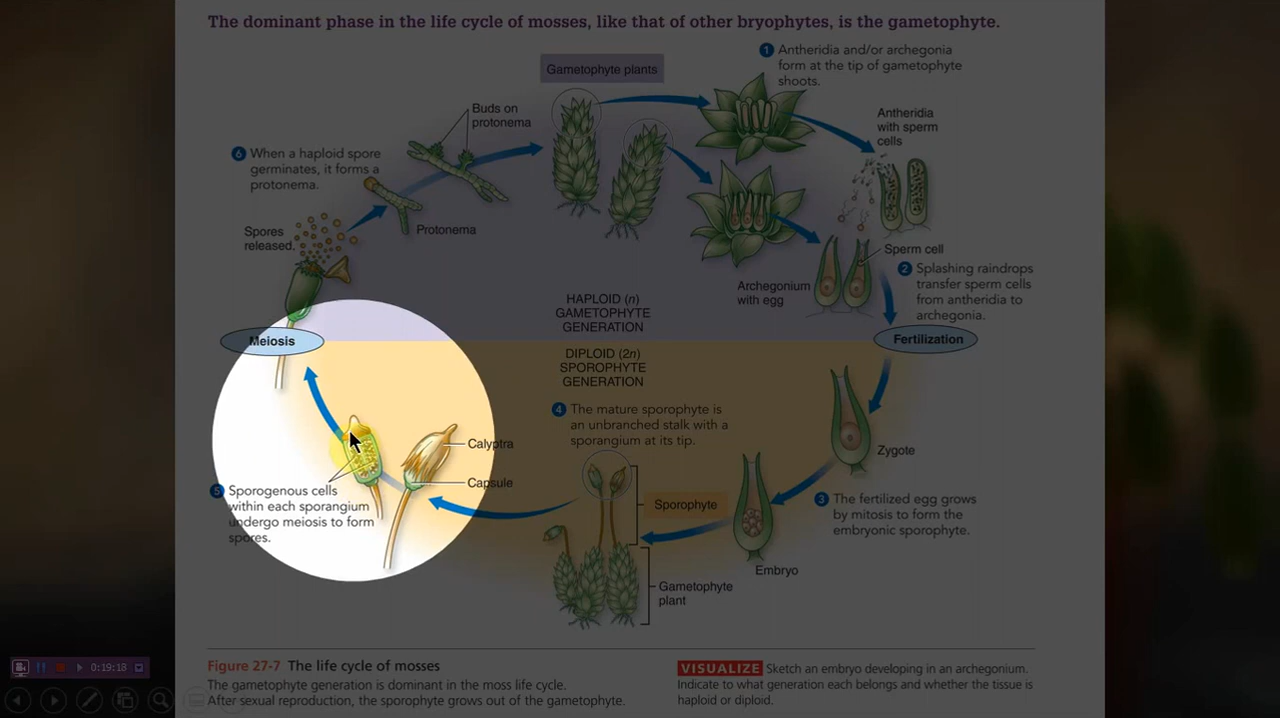 The dominant phase in the life cycle of mosses, like that of other bryophytes, is the gametophyte.
Gametophyte plants
1 Antheridia and/or archegonia
form at the tip of gametophyte
shoots.
Buds on
protonema
Antheridia
with sperm
cells
6 When a haploid spore
germinates, it forms a
protonema.
Protonema
Spores
released.
Sperm cell
2 Splashing raindrops
transfer sperm cells
from antheridia to
archegonia.
Archegonium
with egg
HAPLOID (n)
GAMETOPHYTE
GENERATION
Meiosis
Fertilization
DIPLOID (2n)
SPOROPHYTE
GENERATION
4 The mature sporophyte is
an unbranched stalk with a
sporangium at its tip.
Calyptra
Capsule
Zygote
5 Sporogenous cells
within each sporangium
undergo meiosis to form
spores.
Sporophyte
3 The fertilized egg grows
by mitosis to form the
embryonic sporophyte.
Embryo
Gametophyte
plant
Figure 27-7 The life cycle of mosses
The gametophyte generation is dominant in the moss life cycle.
After sexual reproduction, the sporophyte grows out of the gametophyte.
VISUALIZE Sketch an embryo developing in an archegonium.
Indicate to what generation each belongs and whether the tissue is
haploid or diploid.
0:19:18